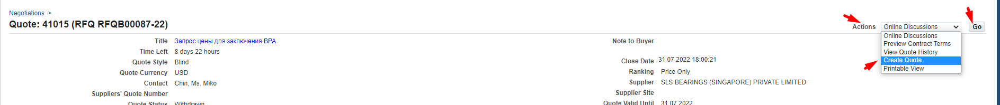 Negotiations >
Quote: 41015 (RFQ RFQB00087-22)
Actions Online Discussions Go
Online Discussions
Preview Contract Terms
View Quote History
Create Quote
Printable View
Title Запрос цены для заключения BPA
Time Left 8 days 22 hours
Quote Style Blind
Quote Currency USD
Contact Chin, Ms. Miko
Suppliers' Quote Number
Quote Status Withdrawn
Note to Buyer
Close Date 31.07.2022 18:00:21
Ranking Price Only
Supplier SLS BEARINGS (SINGAPORE) PRIVATE LIMITED
Supplier Site
Quote Valid Until 31.07.2022